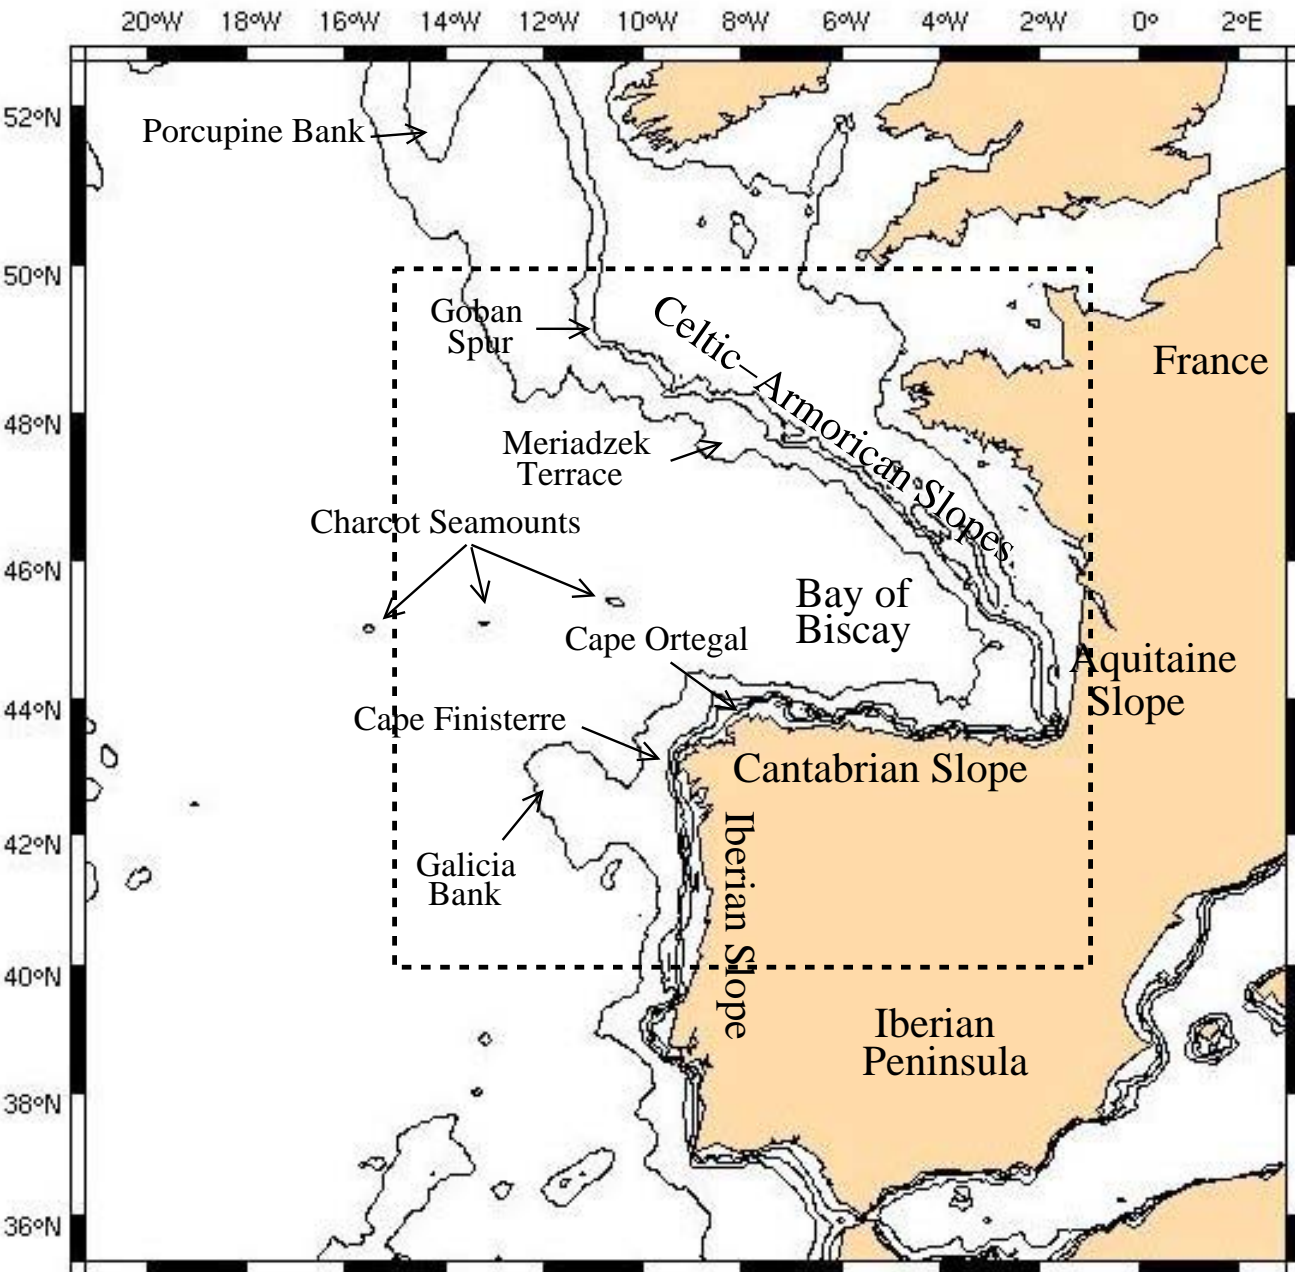 20°W 18°W 16°W 14°W 12°W 10°W 8°W 6°W 4°W 2°W 0° 2°E
52°N
Porcupine Bank
50°N
Goban
Spur
Celtic–Armorican Slopes
France
48°N
Meriadzek
Terrace
Charcot Seamounts
46°N
Bay of
Biscay
Cape Ortegal
Aquitaine
Slope
44°N
Cape Finisterre
Cantabrian Slope
42°N
Galicia
Bank
Iberian Slope
40°N
Iberian
Peninsula
38°N
36°N